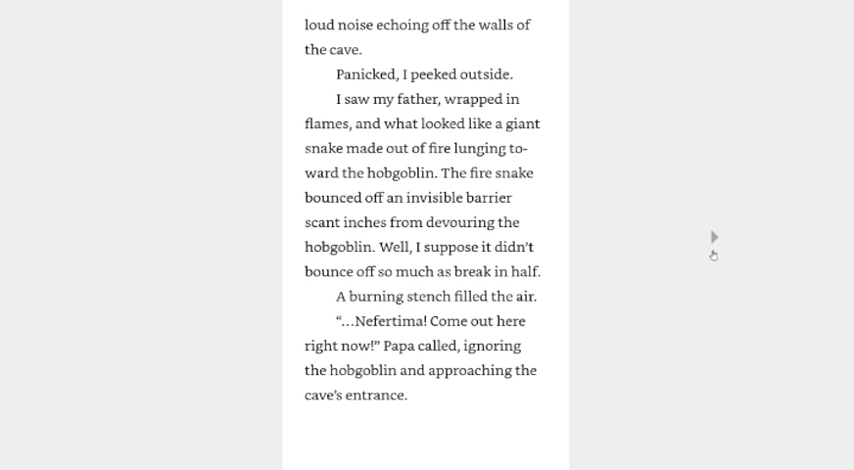 loud noise echoing off the walls of
the cave.
Panicked, I peeked outside.
I saw my father, wrapped in
flames, and what looked like a giant
snake made out of fire lunging to-
ward the hobgoblin. The fire snake
bounced off an invisible barrier
scant inches from devouring the
hobgoblin. Well, I suppose it didn’t
bounce off so much as break in half.
A burning stench filled the air.
“…Nefertima! Come out here
right now!” Papa called, ignoring
the hobgoblin and approaching the
cave’s entrance.